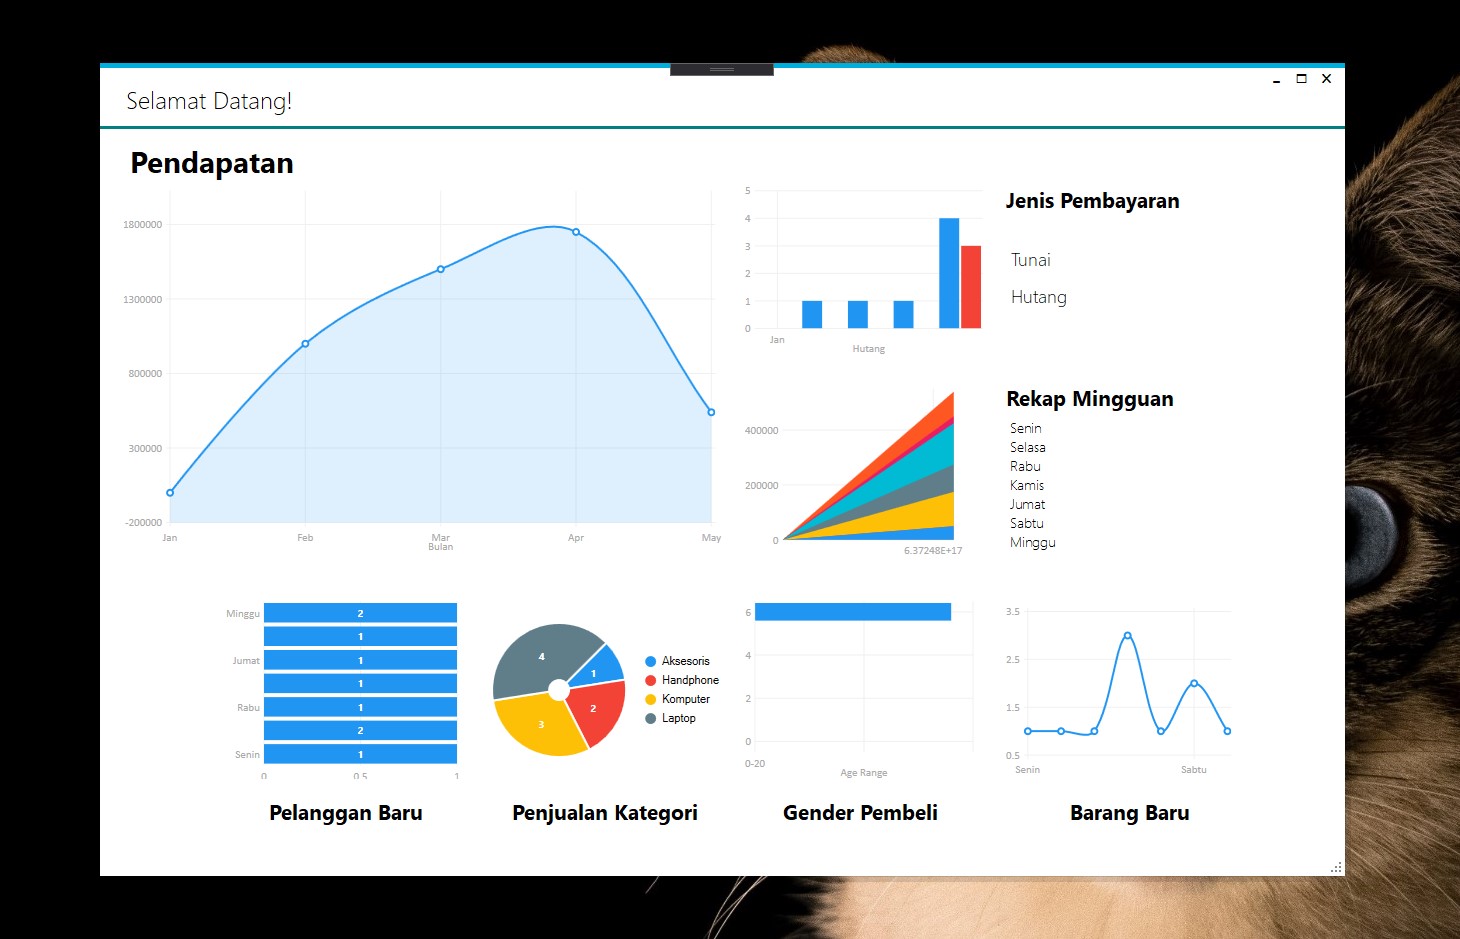 Selamat Datang!
Pendapatan
1800000
1300000
800000
300000
-200000
Jan Feb Mar Apr May
Bulan
5
4
3
2
1
0
Jan
Hutang
Jenis Pembayaran
Tunai
Hutang
400000
200000
0
6.37248E+17
Rekap Mingguan
Senin
Selasa
Rabu
Kamis
Jumat
Sabtu
Minggu
Minggu 2
1
Jumat 1
1
Rabu 1
2
Senin 1
0 0.5 1
Pelanggan Baru
4
1
2
3
Aksesoris
Handphone
Komputer
Laptop
Penjualan Kategori
6
4
2
0
0-20
Age Range
Gender Pembeli
3.5
2.5
1.5
0.5
Senin Sabtu
Barang Baru